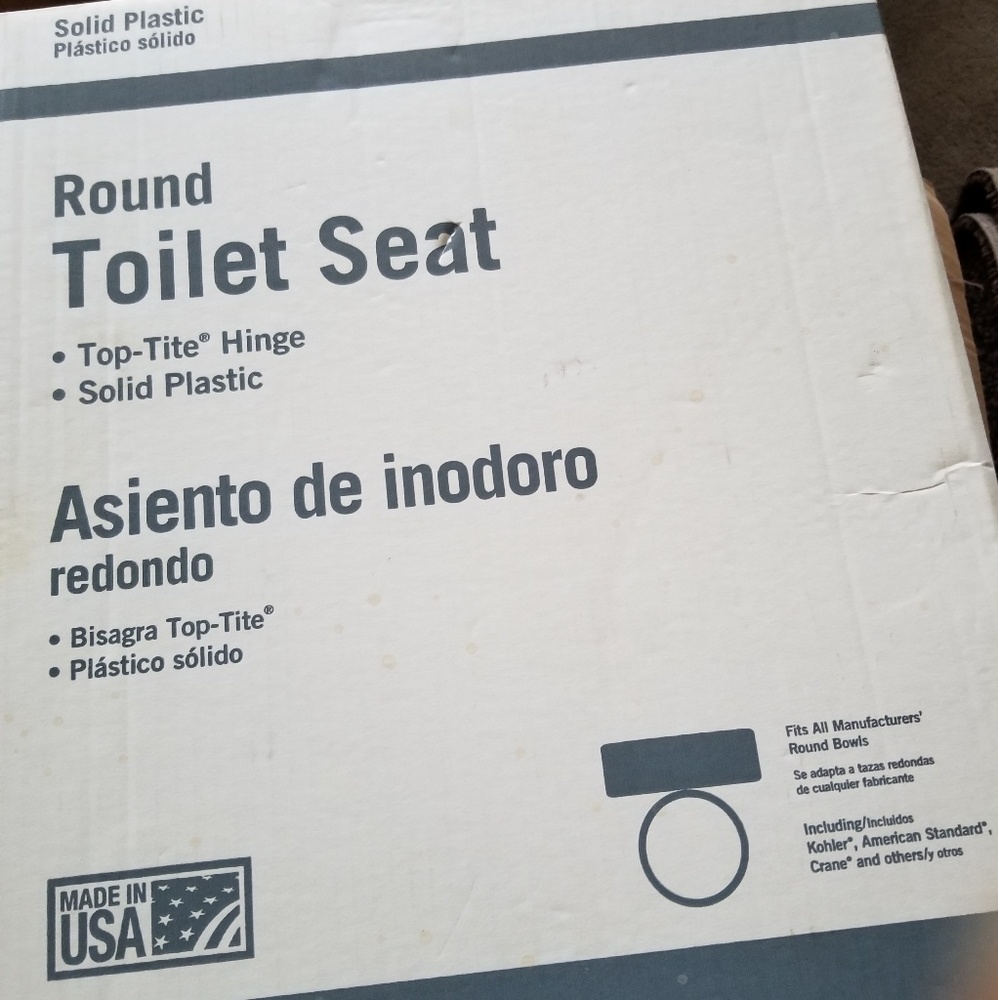 Solid Plastic
Plástico sólido
Round
Toilet Seat
• Top-Tite® Hinge
• Solid Plastic
Asiento de inodoro
redondo
• Bisagra Top-Tite®
• Plástico sólido
Fits All Manufacturers'
Round Bowls
Se adapta a tazas redondas
de cualquier fabricante
Including/Incluidos
Kohler®, American Standard®,
Crane® and others/y otros
MADE IN
USA